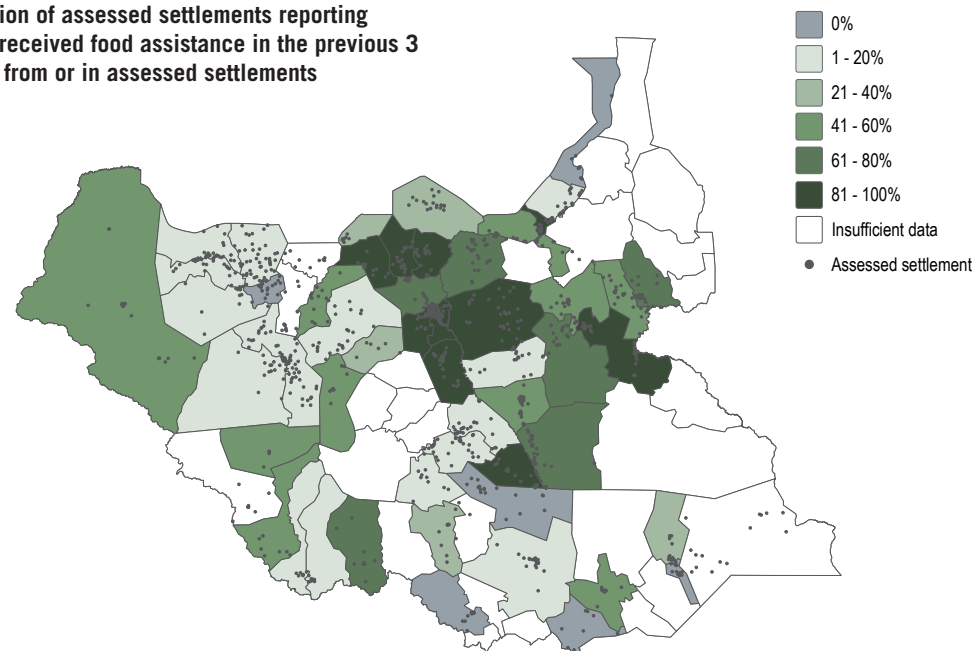 ion of assessed settlements reporting
received food assistance in the previous 3
from or in assessed settlements
0%
1 - 20%
21 - 40%
41 - 60%
61 - 80%
81 - 100%
Insufficient data
Assessed settlement